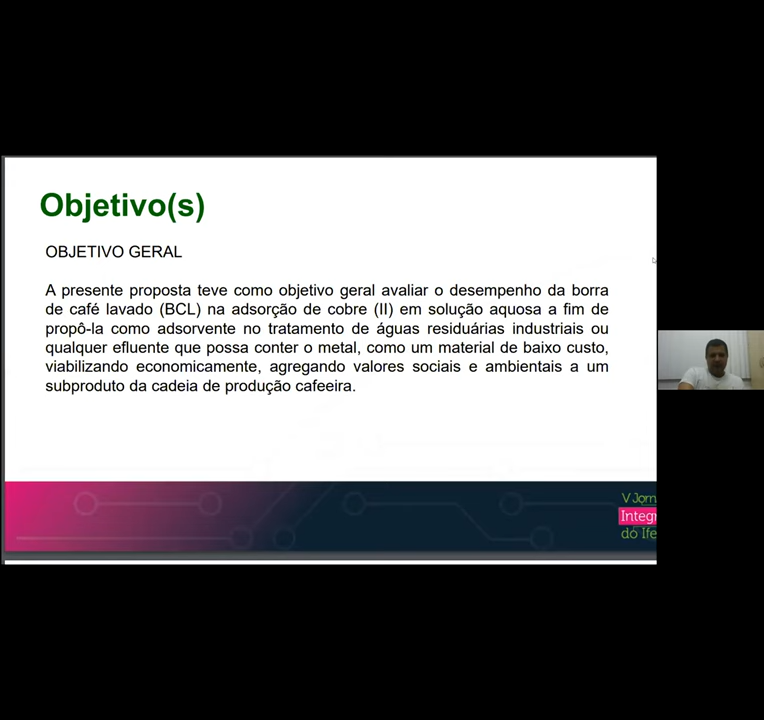 Objetivo(s)
OBJETIVO GERAL
A presente proposta teve como objetivo geral avaliar o desempenho da borra
de café lavado (BCL) na adsorção de cobre (II) em solução aquosa a fim de
propô-la como adsorvente no tratamento de águas residuárias industriais ou
qualquer efluente que possa conter o metal, como um material de baixo custo,
viabilizando economicamente, agregando valores sociais e ambientais a um
subproduto da cadeia de produção cafeeira.
V Jorn
Integr
do Ife